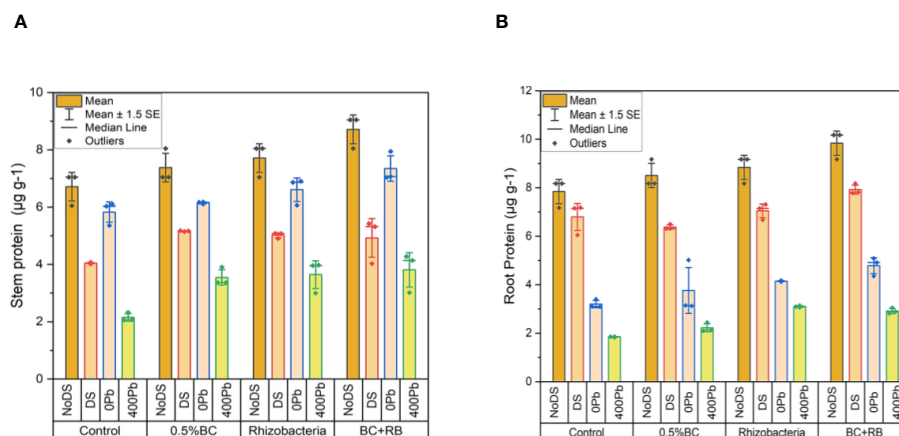 A
10
8
6
4
2
0
Stem protein (µg g-1)
Mean
Mean ± 1.5 SE
Median Line
Outliers
NoDS DS 0Pb 400Pb NoDS DS 0Pb 400Pb NoDS DS 0Pb 400Pb NoDS DS 0Pb 400Pb
Control 0.5%BC Rhizobacteria BC+RB
B
12
10
8
6
4
2
0
Root Protein (µg g-1)
Mean
Mean ± 1.5 SE
Median Line
Outliers
NoDS DS 0Pb 400Pb NoDS DS 0Pb 400Pb NoDS DS 0Pb 400Pb NoDS DS 0Pb 400Pb
Control 0.5%BC Rhizobacteria BC+RB